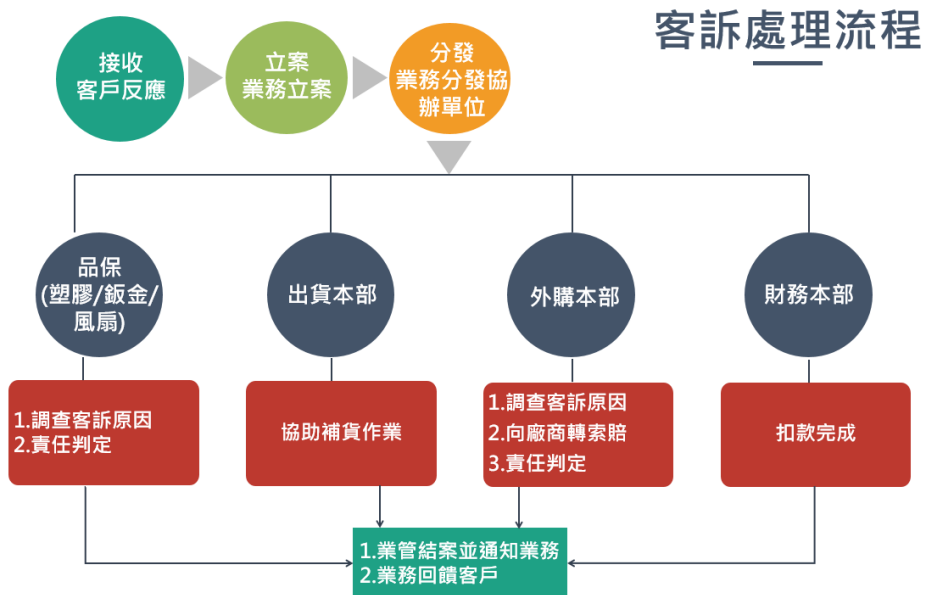 客訴處理流程
接收
客戶反應
立案
業務立案
分發
業務分發協
辦單位
品保
(塑膠/鈑金/
風扇)
出貨本部
外購本部
財務本部
1.調查客訴原因
2.責任判定
協助補貨作業
1.調查客訴原因
2.向廠商轉索賠
3.責任判定
扣款完成
1.業管結案並通知業務
2.業務回饋客戶